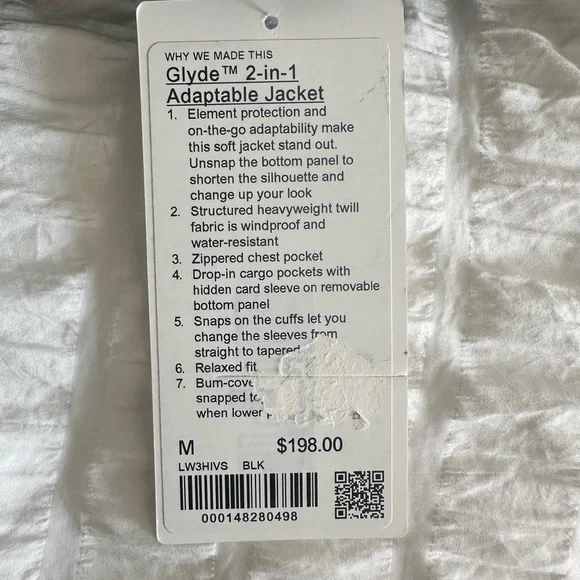 WHY WE MADE THIS
Glyde™ 2-in-1
Adaptable Jacket
1. Element protection and
on-the-go adaptability make
this soft jacket stand out.
Unsnap the bottom panel to
shorten the silhouette and
change up your look
2. Structured heavyweight twill
fabric is windproof and
water-resistant
3. Zippered chest pocket
4. Drop-in cargo pockets with
hidden card sleeve on removable
bottom panel
5. Snaps on the cuffs let you
change the sleeves from
straight to tapered
6. Relaxed fit
7. Bum-cove
snapped
when lower
M $198.00
LW3HIVS BLK
000148280498